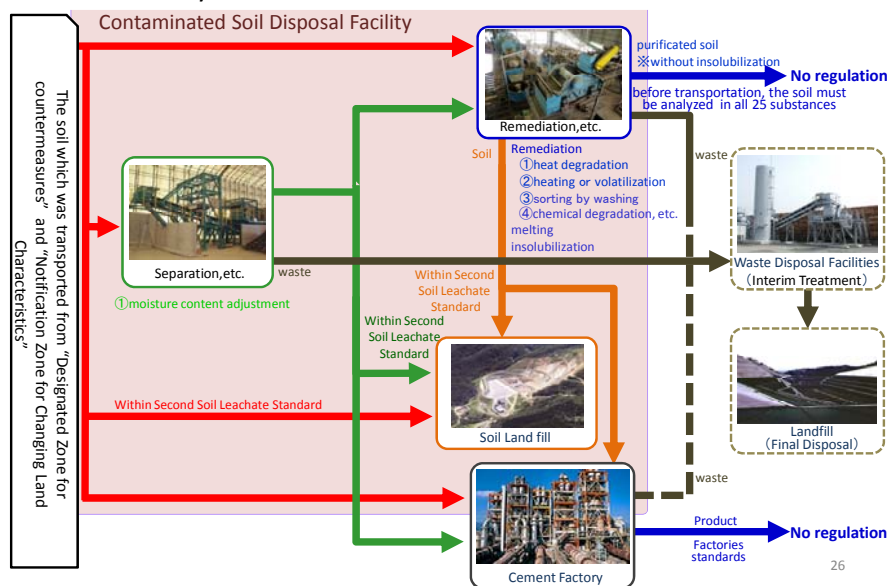 Contaminated Soil Disposal Facility
The soil which was transported from “Designated Zone for
countermeasures” and “Notification Zone for Changing Land
Characteristics”
Remediation,etc.
purificated soil
※without insolubilization
No regulation
before transportation, the soil must
be analyzed in all 25 substances
Separation,etc.
①moisture content adjustment
waste
Soil
Remediation
①heat degradation
②heating or volatilization
③sorting by washing
④chemical degradation, etc.
melting
insolubilization
waste
Waste Disposal Facilities
（Interim Treatment）
Within Second
Soil Leachate
Standard
Within Second
Soil Leachate
Standard
Within Second Soil Leachate Standard
Soil Land fill
Landfill
（Final Disposal）
waste
Cement Factory
Product
Factories
standards
No regulation
26